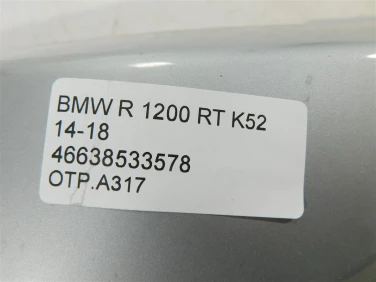 BMW R 1200 RT K52
14-18
46638533578
OTP.A317